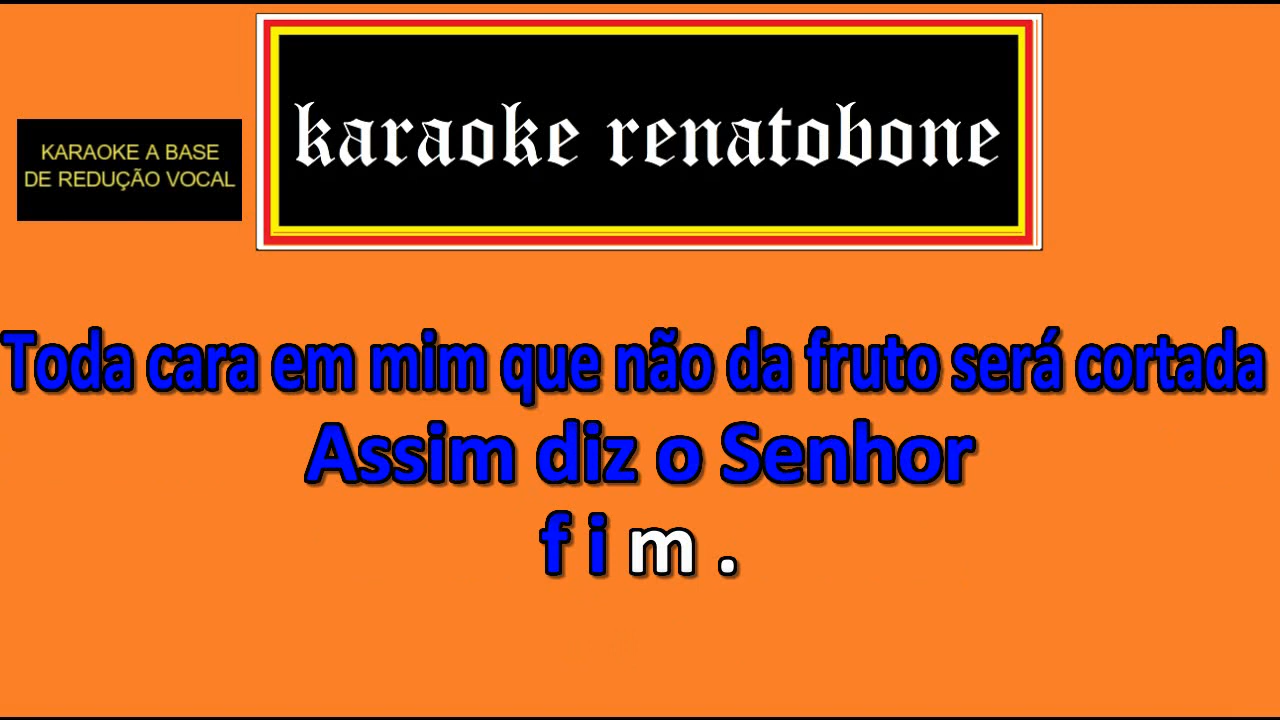 karaoke renatobone
KARAOKE A BASE
DE REDUÇÃO VOCAL
Toda cara em mim que não da fruto será cortada
Assim diz o Senhor
f i m .